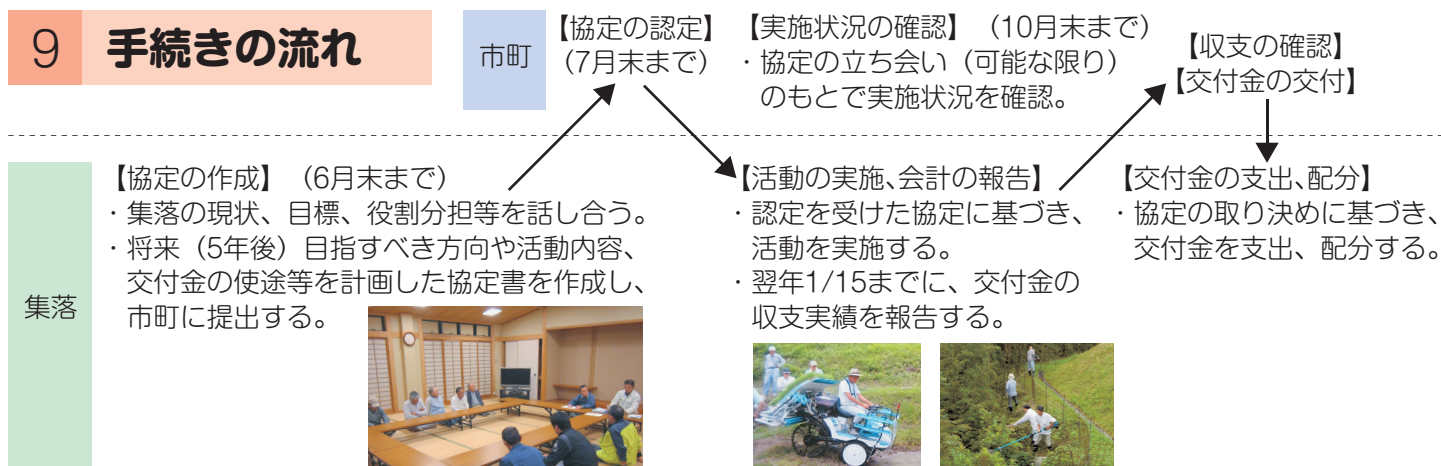 9 手続きの流れ
市町
【協定の認定】
(7月末まで)
【実施状況の確認】(10月末まで)
・協定の立ち会い(可能な限り)
のもとで実施状況を確認。
【収支の確認】
【交付金の交付】
集落
【協定の作成】(6月末まで)
・集落の現状、目標、役割分担等を話し合う。
・将来(5年後)目指すべき方向や活動内容、
交付金の使途等を計画した協定書を作成し、
市町に提出する。
【活動の実施、会計の報告】
・認定を受けた協定に基づき、
活動を実施する。
・翌年1/15までに、交付金の
収支実績を報告する。
【交付金の支出、配分】
・協定の取り決めに基づき、
交付金を支出、配分する。